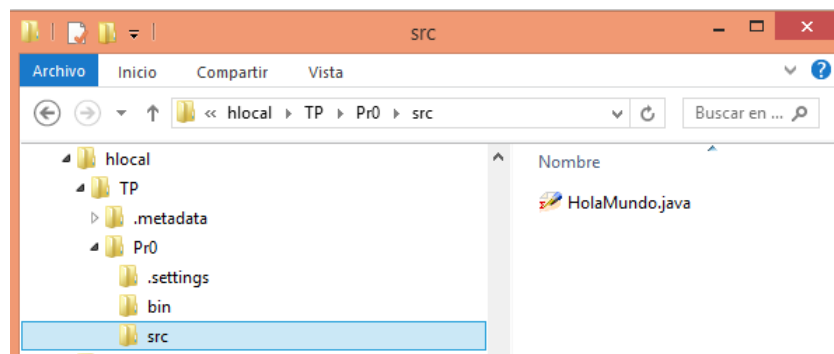 src
Archivo Inicio Compartir Vista
« hlocal TP Pr0 src Buscar en ...
hlocal
TP
.metadata
Pr0
.settings
bin
src
Nombre
HolaMundo.java